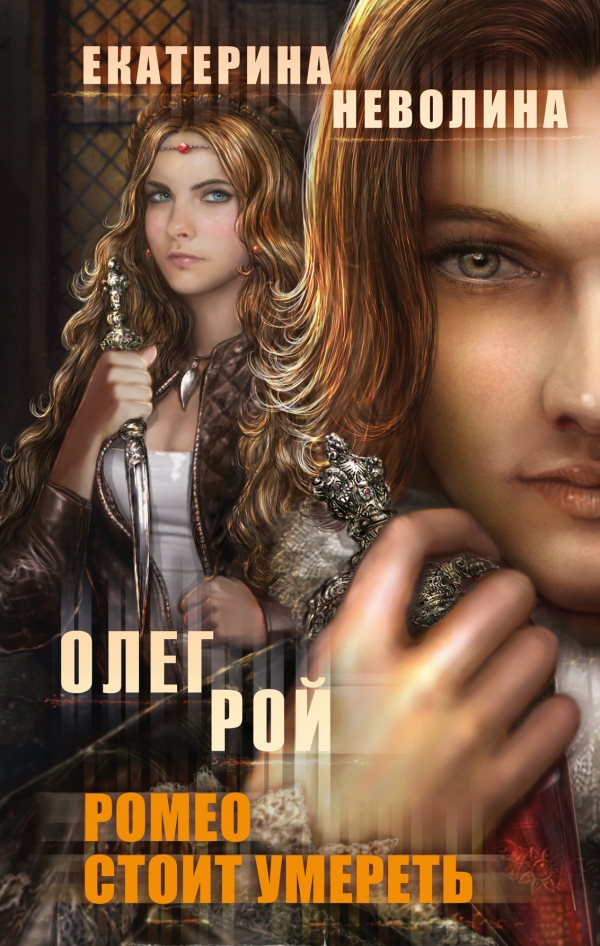 ЕКАТЕРИНА
НЕВОЛИНА
ОЛЕГ
РОЙ
РОМЕО
СТОИТ УМЕРЕТЬ